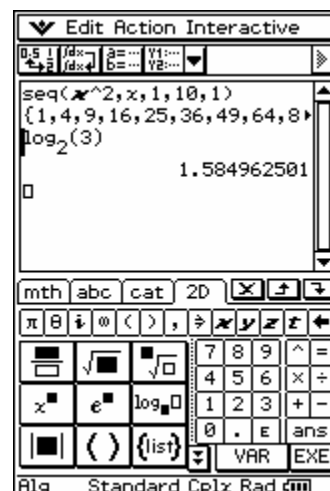 Edit Action Interactive
seq(x^2,x,1,10,1)
{1,4,9,16,25,36,49,64,8
log2(3)
1.584962501
mth abc cat 2D
π θ i ∞ ( ) , ⇒ x y z t ←
7 8 9 ^ =
4 5 6 × ÷
x e log 1 2 3 + −
( ) {list} 0 . E ans
VAR EXE
Alg Standard Cplx Rad